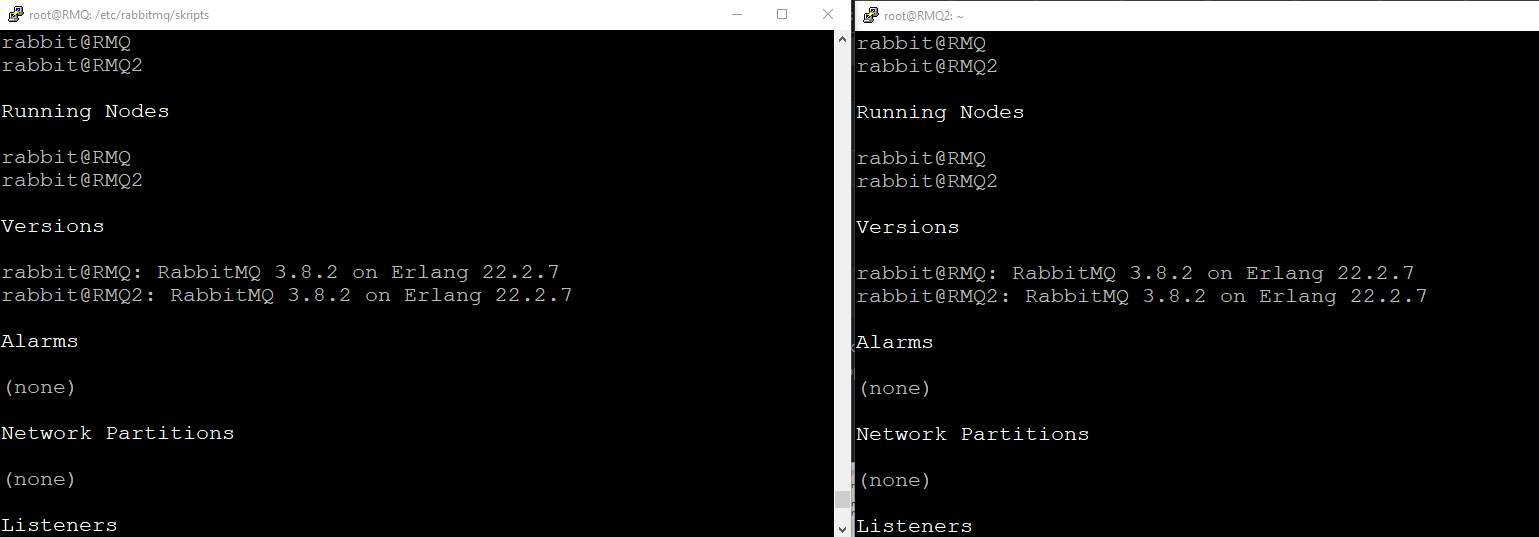 root@RMQ: /etc/rabbitmq/skripts
rabbit@RMQ
rabbit@RMQ2
Running Nodes
rabbit@RMQ
rabbit@RMQ2
Versions
rabbit@RMQ: RabbitMQ 3.8.2 on Erlang 22.2.7
rabbit@RMQ2: RabbitMQ 3.8.2 on Erlang 22.2.7
Alarms
(none)
Network Partitions
(none)
Listeners
root@RMQ2: ~
rabbit@RMQ
rabbit@RMQ2
Running Nodes
rabbit@RMQ
rabbit@RMQ2
Versions
rabbit@RMQ: RabbitMQ 3.8.2 on Erlang 22.2.7
rabbit@RMQ2: RabbitMQ 3.8.2 on Erlang 22.2.7
Alarms
(none)
Network Partitions
(none)
Listeners